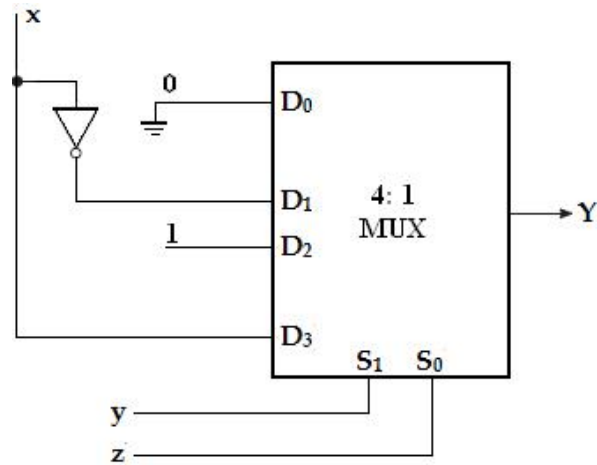 x
0
D₀
D₁
4: 1
MUX
Y
1
D₂
D₃
S₁ S₀
y
z